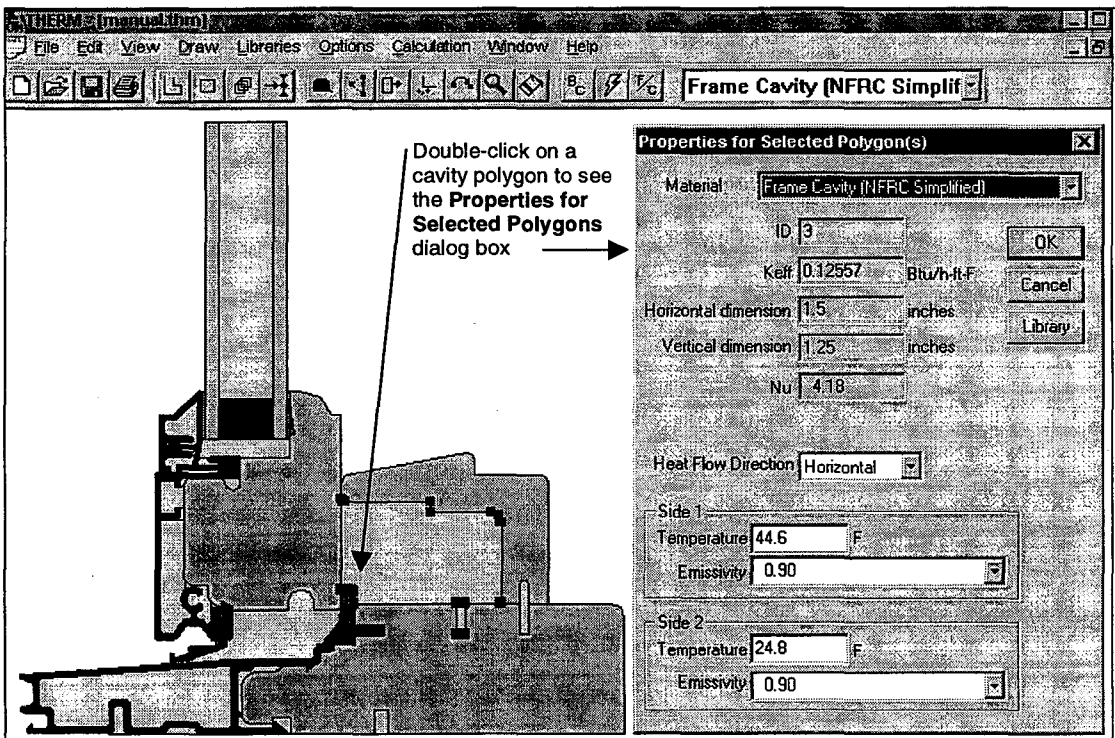 THERM - [manual.thm]
File Edit View Draw Libraries Options Calculation Window Help
Frame Cavity (NFRC Simplif
Double-click on a
cavity polygon to see
the Properties for
Selected Polygons
dialog box
Properties for Selected Polygon(s)
Material Frame Cavity (NFRC Simplified)
ID 3
Keff 0.12557 Btu/h-ft-F
Horizontal dimension 1.5 inches
Vertical dimension 1.25 inches
Nu 4.18
OK
Cancel
Library
Heat Flow Direction Horizontal
Side 1
Temperature 44.6 F
Emissivity 0.90
Side 2
Temperature 24.8 F
Emissivity 0.90